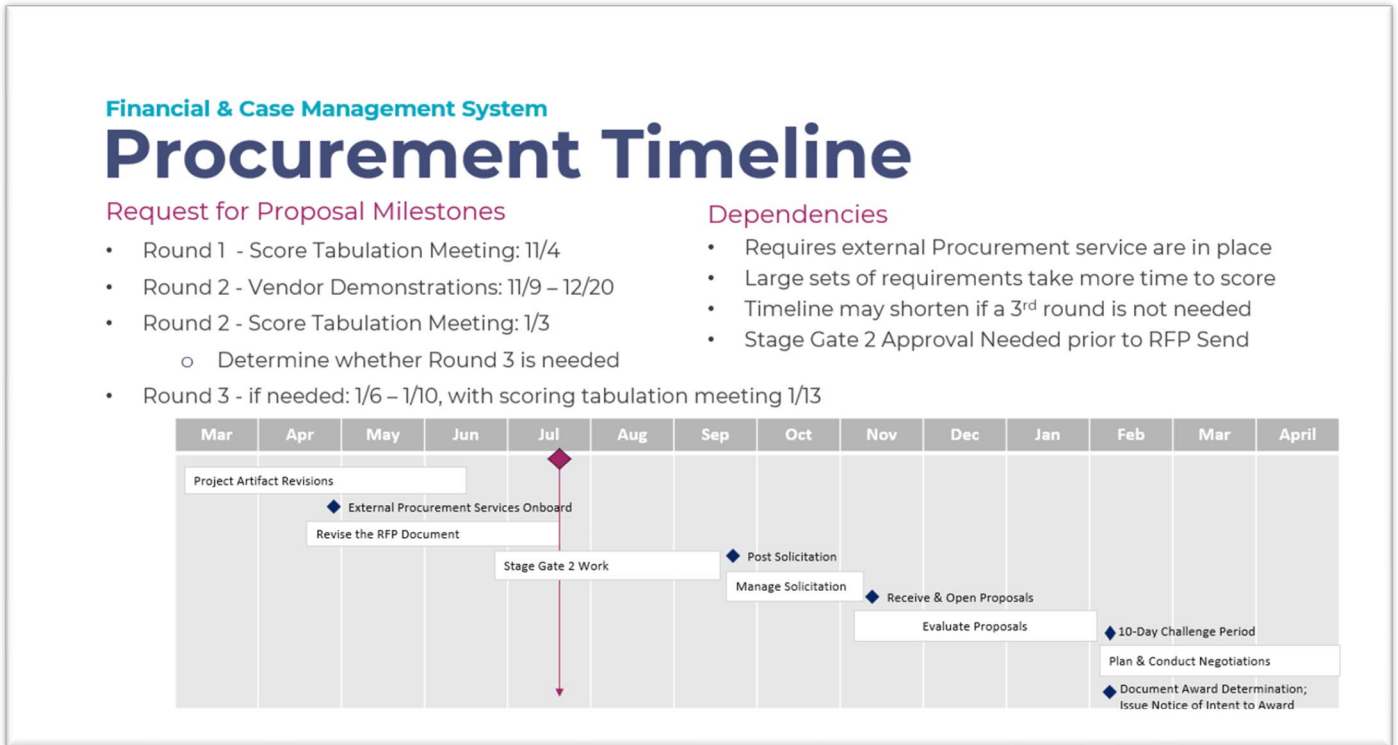 Financial & Case Management System
Procurement Timeline
Request for Proposal Milestones
• Round 1 - Score Tabulation Meeting: 11/4
• Round 2 - Vendor Demonstrations: 11/9 – 12/20
• Round 2 - Score Tabulation Meeting: 1/3
o Determine whether Round 3 is needed
• Round 3 - if needed: 1/6 – 1/10, with scoring tabulation meeting 1/13
Dependencies
• Requires external Procurement service are in place
• Large sets of requirements take more time to score
• Timeline may shorten if a 3rd round is not needed
• Stage Gate 2 Approval Needed prior to RFP Send
Mar Apr May Jun Jul Aug Sep Oct Nov Dec Jan Feb Mar April
Project Artifact Revisions
External Procurement Services Onboard
Revise the RFP Document
Post Solicitation
Stage Gate 2 Work
Manage Solicitation
Receive & Open Proposals
Evaluate Proposals
10-Day Challenge Period
Plan & Conduct Negotiations
Document Award Determination;
Issue Notice of Intent to Award